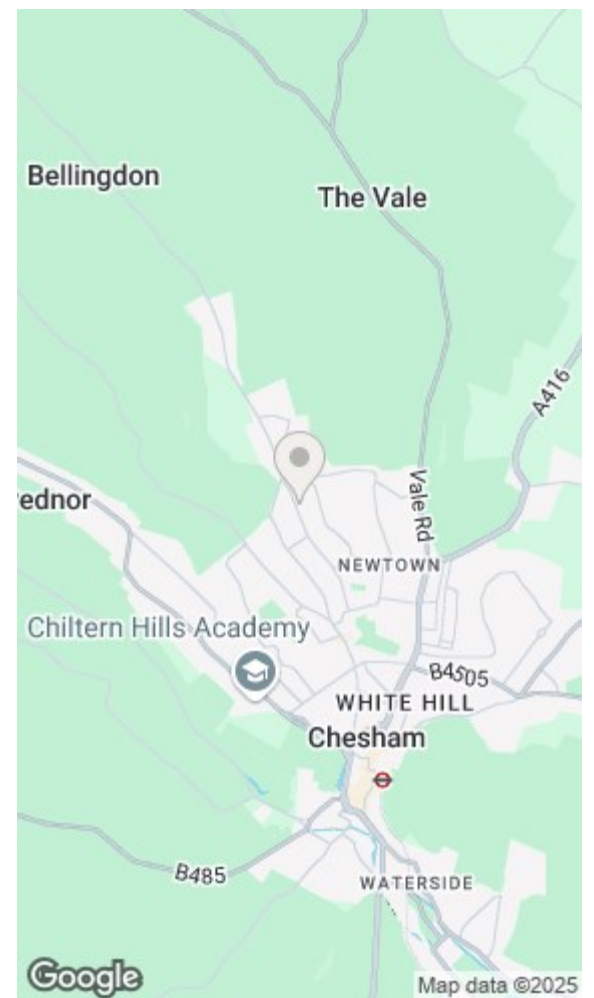 Bellingdon
The Vale
A416
ednor
Vale Rd
NEWTOWN
Chiltern Hills Academy
B4505
WHITE HILL
Chesham
B485
WATERSIDE
Google
Map data ©2025